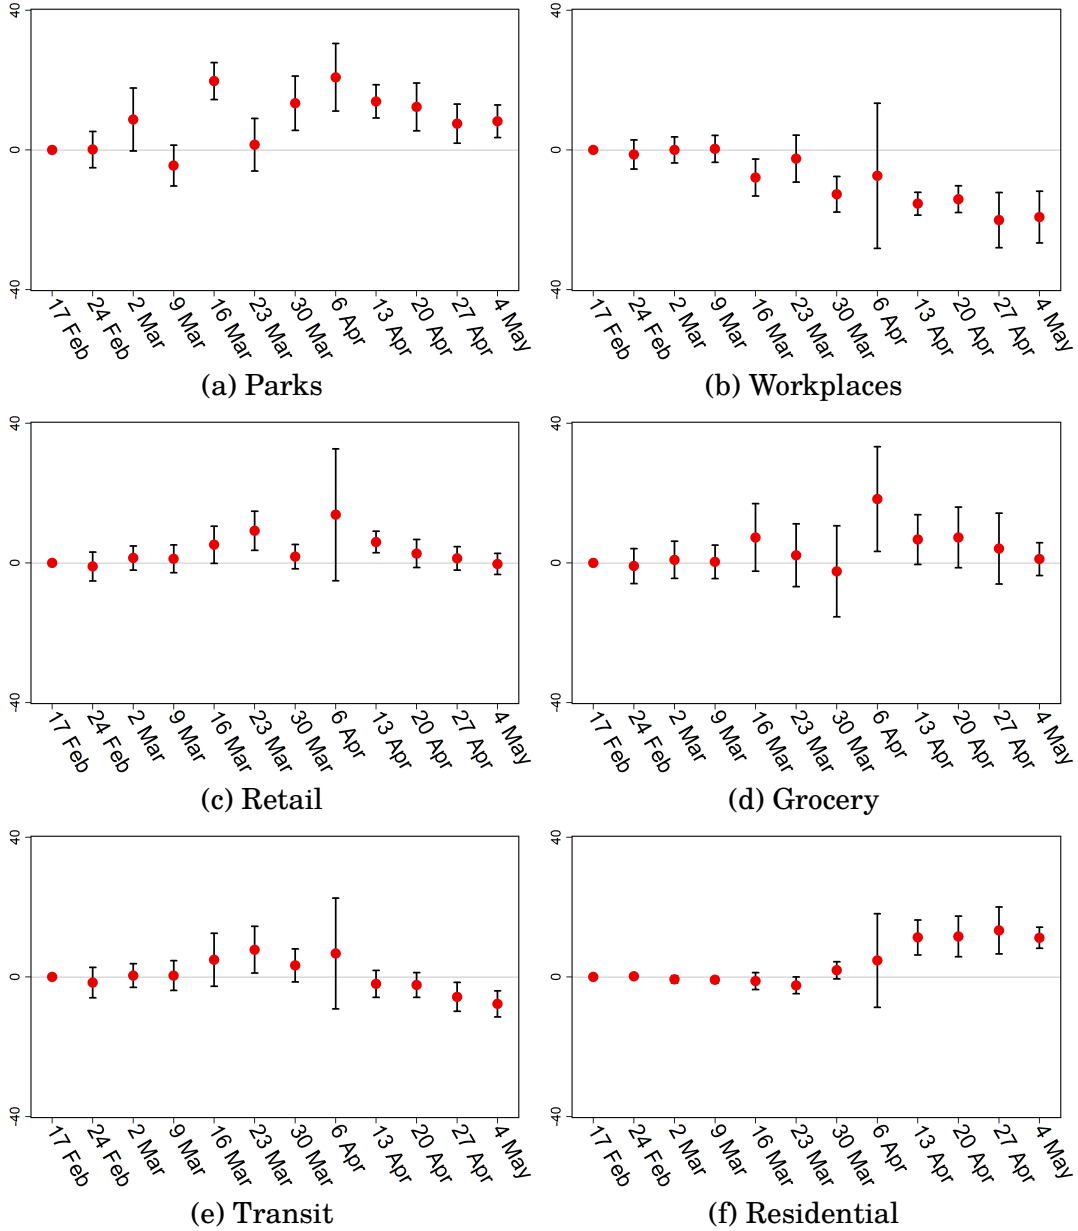 40
0
-40
17 Feb
24 Feb
2 Mar
9 Mar
16 Mar
23 Mar
30 Mar
6 Apr
13 Apr
20 Apr
27 Apr
4 May
(a) Parks
40
0
-40
17 Feb
24 Feb
2 Mar
9 Mar
16 Mar
23 Mar
30 Mar
6 Apr
13 Apr
20 Apr
27 Apr
4 May
(b) Workplaces
40
0
-40
17 Feb
24 Feb
2 Mar
9 Mar
16 Mar
23 Mar
30 Mar
6 Apr
13 Apr
20 Apr
27 Apr
4 May
(c) Retail
40
0
-40
17 Feb
24 Feb
2 Mar
9 Mar
16 Mar
23 Mar
30 Mar
6 Apr
13 Apr
20 Apr
27 Apr
4 May
(d) Grocery
40
0
-40
17 Feb
24 Feb
2 Mar
9 Mar
16 Mar
23 Mar
30 Mar
6 Apr
13 Apr
20 Apr
27 Apr
4 May
(e) Transit
40
0
-40
17 Feb
24 Feb
2 Mar
9 Mar
16 Mar
23 Mar
30 Mar
6 Apr
13 Apr
20 Apr
27 Apr
4 May
(f) Residential